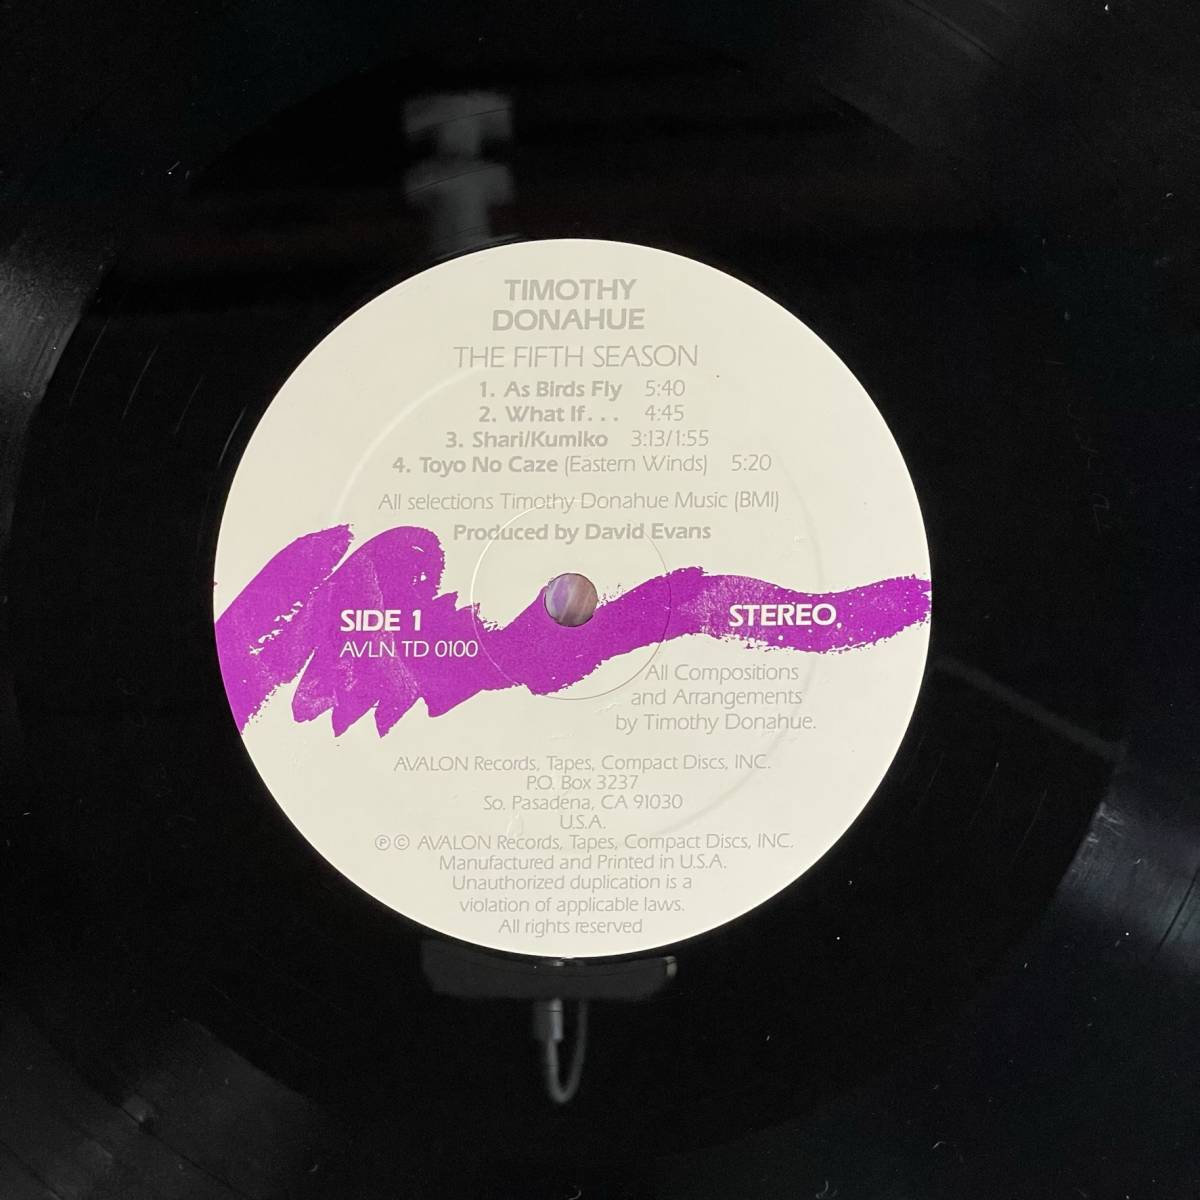 TIMOTHY
DONAHUE
THE FIFTH SEASON
1. As Birds Fly 5:40
2. What If... 4:45
3. Shari/Kumiko 3:13/1:55
4. Toyo No Caze (Eastern Winds) 5:20
All selections Timothy Donahue Music (BMI)
Produced by David Evans
SIDE 1
AVLN TD 0100
STEREO
All Compositions
and Arrangements
by Timothy Donahue.
AVALON Records, Tapes, Compact Discs, INC.
P.O. Box 3237
So. Pasadena, CA 91030
U.S.A.
℗© AVALON Records, Tapes, Compact Discs, INC.
Manufactured and Printed in U.S.A.
Unauthorized duplication is a
violation of applicable laws.
All rights reserved